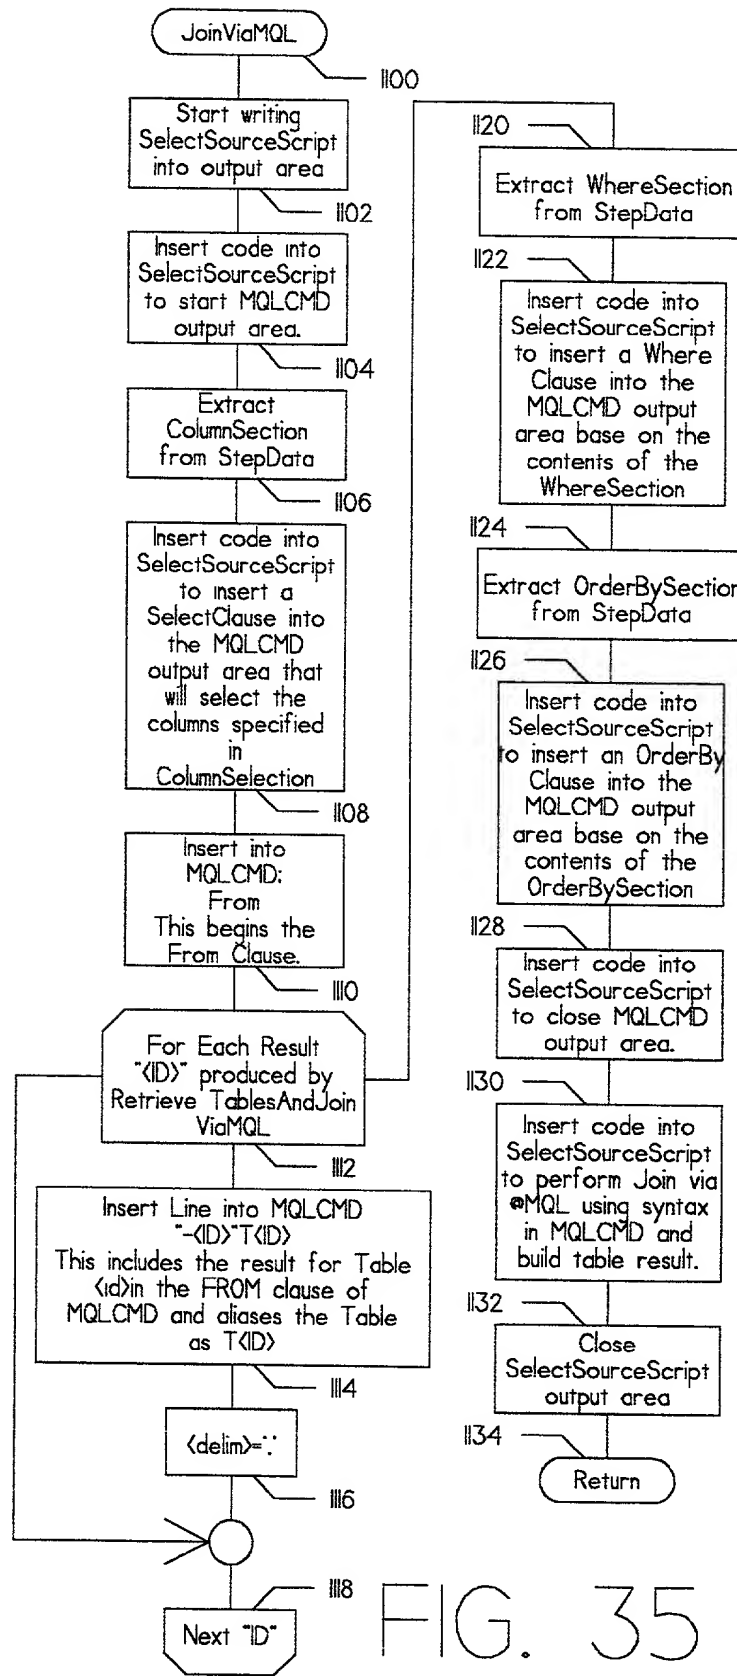 JoinViaMQL
1100
Start writing
SelectSourceScript
into output area
1102
Insert code into
SelectSourceScript
to start MQLCMD
output area.
1104
Extract
ColumnSection
from StepData
1106
Insert code into
SelectSourceScript
to insert a
SelectClause into
the MQLCMD
output area that
will select the
columns specified
in
ColumnSelection
1108
Insert into
MQLCMD:
From
This begins the
From Clause.
1110
For Each Result
"<ID>" produced by
Retrieve TablesAndJoin
ViaMQL
1112
Insert Line into MQLCMD
"-<ID>"T<ID>
This includes the result for Table
<id>in the FROM clause of
MQLCMD and aliases the Table
as T<ID>
1114
<delim>=","
1116
1118
Next "ID"
1120
Extract WhereSection
from StepData
1122
Insert code into
SelectSourceScript
to insert a Where
Clause into the
MQLCMD output
area base on the
contents of the
WhereSection
1124
Extract OrderBySection
from StepData
1126
Insert code into
SelectSourceScript
to insert an OrderBy
Clause into the
MQLCMD output
area base on the
contents of the
OrderBySection
1128
Insert code into
SelectSourceScript
to close MQLCMD
output area.
1130
Insert code into
SelectSourceScript
to perform Join via
@MQL using syntax
in MQLCMD and
build table result.
1132
Close
SelectSourceScript
output area
1134
Return
FIG. 35